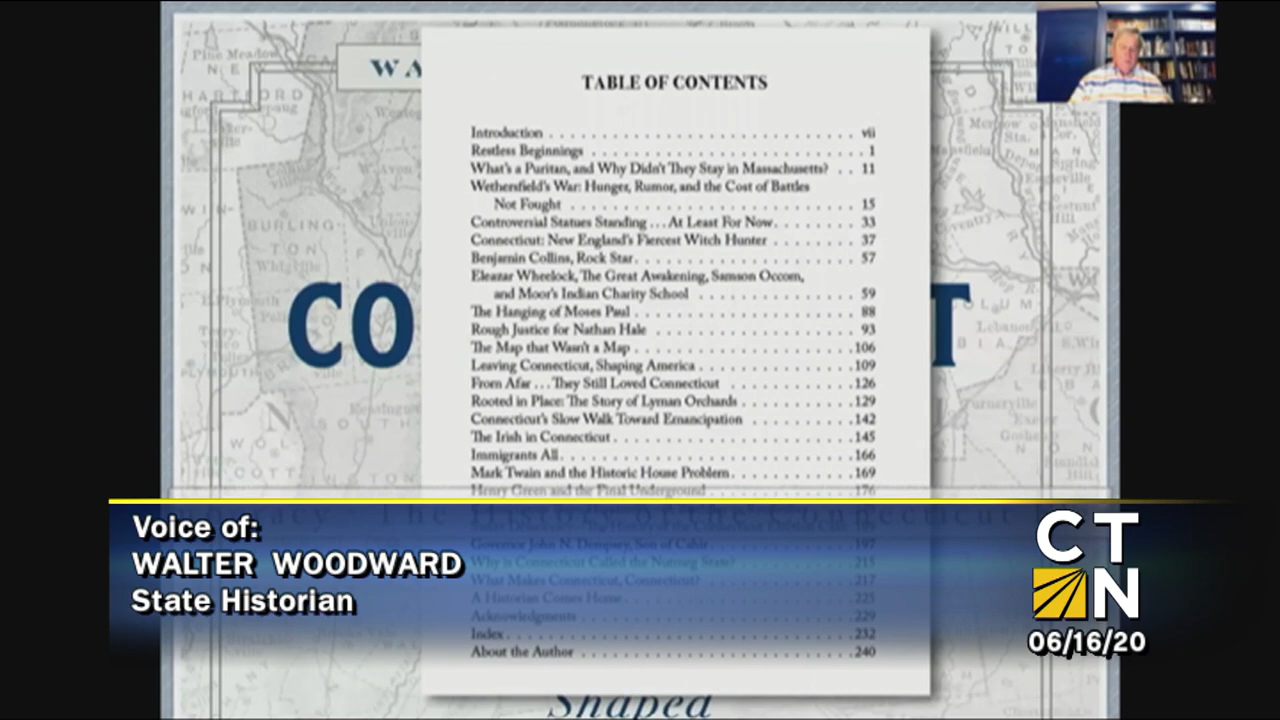 WA
TABLE OF CONTENTS
Introduction . . . . . vii
Restless Beginnings . . . . . 1
What's a Puritan, and Why Didn't They Stay in Massachusetts? . . 11
Wethersfield's War: Hunger, Rumor, and the Cost of Battles
Not Fought . . . . . 15
Controversial Statues Standing . . . At Least For Now . . . . . 33
Connecticut: New England's Fiercest Witch Hunter . . . . . 37
Benjamin Collins, Rock Star . . . . . 57
Eleazar Wheelock, The Great Awakening, Samson Occom,
and Moor's Indian Charity School . . . . . 59
The Hanging of Moses Paul . . . . . 88
Rough Justice for Nathan Hale . . . . . 93
The Map that Wasn't a Map . . . . . 106
Leaving Connecticut, Shaping America . . . . . 109
From Afar . . . They Still Loved Connecticut . . . . . 126
Rooted in Place: The Story of Lyman Orchards . . . . . 129
Connecticut's Slow Walk Toward Emancipation . . . . . 142
The Irish in Connecticut . . . . . 145
Immigrants All . . . . . 166
Mark Twain and the Historic House Problem . . . . . 169
Henry Green and the Final Underground . . . . . 176
Governor John N. Dempsey, Son of Cahir . . . . . 197
Why is Connecticut Called the Nutmeg State? . . . . . 215
What Makes Connecticut, Connecticut? . . . . . 217
A Historian Comes Home . . . . . 225
Acknowledgments . . . . . 229
Index . . . . . 232
About the Author . . . . . 240
CO
T
Shaped
Voice of:
WALTER WOODWARD
State Historian
CT
N
06/16/20
HARTFORD
BURLING
TON